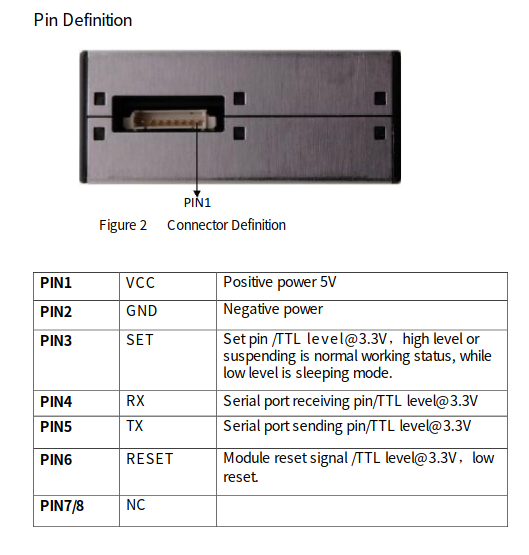 Pin Definition
PIN1
Figure 2 Connector Definition
PIN1 VCC Positive power 5V
PIN2 GND Negative power
PIN3 SET Set pin /TTL level@3.3V，high level or
suspending is normal working status, while
low level is sleeping mode.
PIN4 RX Serial port receiving pin/TTL level@3.3V
PIN5 TX Serial port sending pin/TTL level@3.3V
PIN6 RESET Module reset signal /TTL level@3.3V，low
reset.
PIN7/8 NC